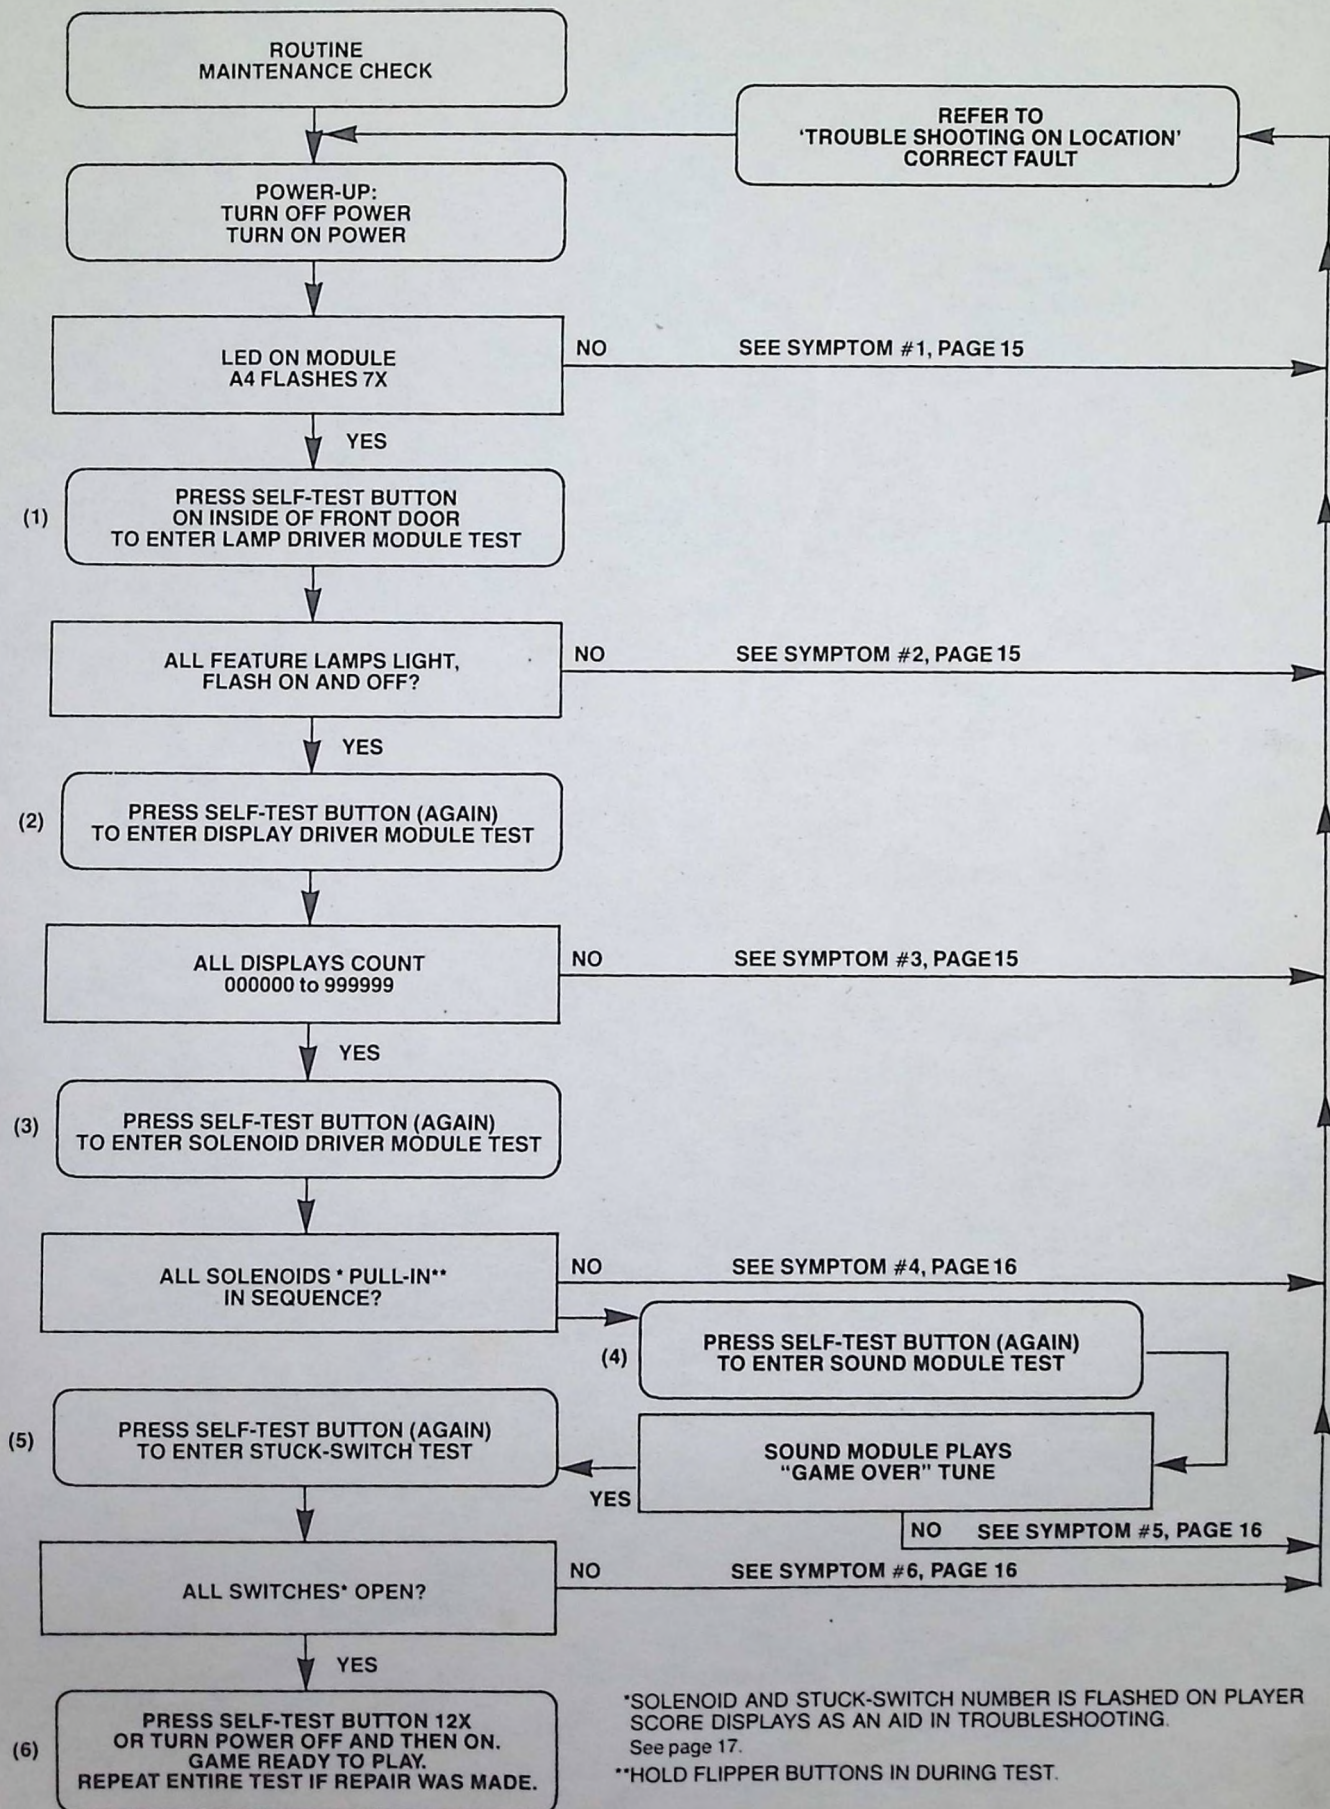 ROUTINE
MAINTENANCE CHECK
REFER TO
'TROUBLE SHOOTING ON LOCATION'
CORRECT FAULT
POWER-UP:
TURN OFF POWER
TURN ON POWER
LED ON MODULE
A4 FLASHES 7X
NO
SEE SYMPTOM #1, PAGE 15
YES
(1)
PRESS SELF-TEST BUTTON
ON INSIDE OF FRONT DOOR
TO ENTER LAMP DRIVER MODULE TEST
ALL FEATURE LAMPS LIGHT,
FLASH ON AND OFF?
NO
SEE SYMPTOM #2, PAGE 15
YES
(2)
PRESS SELF-TEST BUTTON (AGAIN)
TO ENTER DISPLAY DRIVER MODULE TEST
ALL DISPLAYS COUNT
000000 to 999999
NO
SEE SYMPTOM #3, PAGE 15
YES
(3)
PRESS SELF-TEST BUTTON (AGAIN)
TO ENTER SOLENOID DRIVER MODULE TEST
ALL SOLENOIDS * PULL-IN**
IN SEQUENCE?
NO
SEE SYMPTOM #4, PAGE 16
(4)
PRESS SELF-TEST BUTTON (AGAIN)
TO ENTER SOUND MODULE TEST
SOUND MODULE PLAYS
"GAME OVER" TUNE
YES
NO
SEE SYMPTOM #5, PAGE 16
(5)
PRESS SELF-TEST BUTTON (AGAIN)
TO ENTER STUCK-SWITCH TEST
ALL SWITCHES* OPEN?
NO
SEE SYMPTOM #6, PAGE 16
YES
(6)
PRESS SELF-TEST BUTTON 12X
OR TURN POWER OFF AND THEN ON.
GAME READY TO PLAY.
REPEAT ENTIRE TEST IF REPAIR WAS MADE.
*SOLENOID AND STUCK-SWITCH NUMBER IS FLASHED ON PLAYER
SCORE DISPLAYS AS AN AID IN TROUBLESHOOTING.
See page 17.
**HOLD FLIPPER BUTTONS IN DURING TEST.